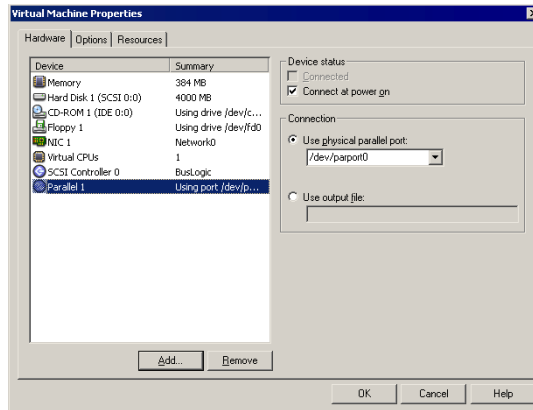 Virtual Machine Properties
Hardware Options Resources
Device Summary
Memory 384 MB
Hard Disk 1 (SCSI 0:0) 4000 MB
CD-ROM 1 (IDE 0:0) Using drive /dev/c...
Floppy 1 Using drive /dev/fd0
NIC 1 Network0
Virtual CPUs 1
SCSI Controller 0 BusLogic
Parallel 1 Using port /dev/p...
Add... Remove
Device status
Connected
Connect at power on
Connection
Use physical parallel port:
/dev/parport0
Use output file:
OK Cancel Help